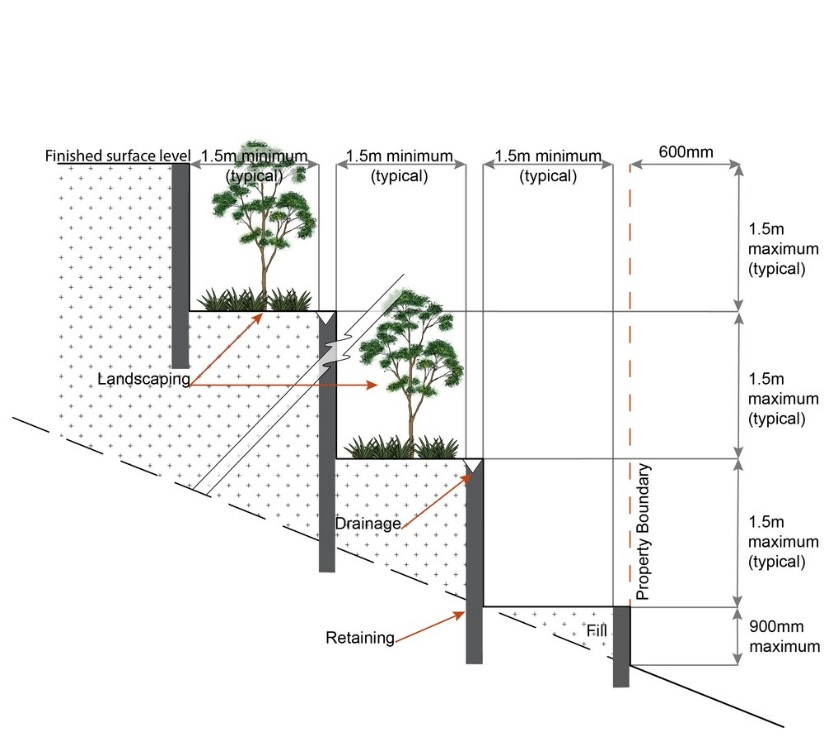 Finished surface level
1.5m minimum
(typical)
1.5m minimum
(typical)
1.5m minimum
(typical)
600mm
1.5m
maximum
(typical)
Landscaping
1.5m
maximum
(typical)
Drainage
Property Boundary
1.5m
maximum
(typical)
Retaining
Fill
900mm
maximum